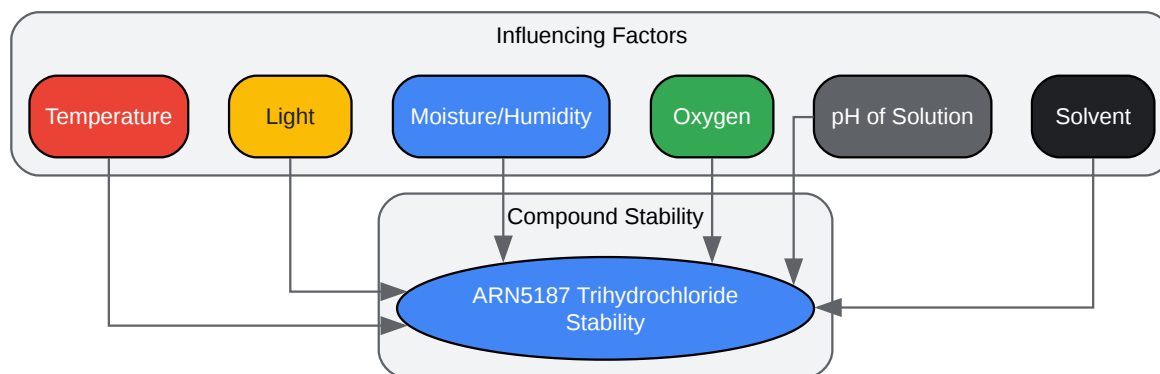 Influencing Factors
Temperature
Light
Moisture/Humidity
Oxygen
pH of Solution
Solvent
Compound Stability
ARN5187 Trihydrochloride
Stability